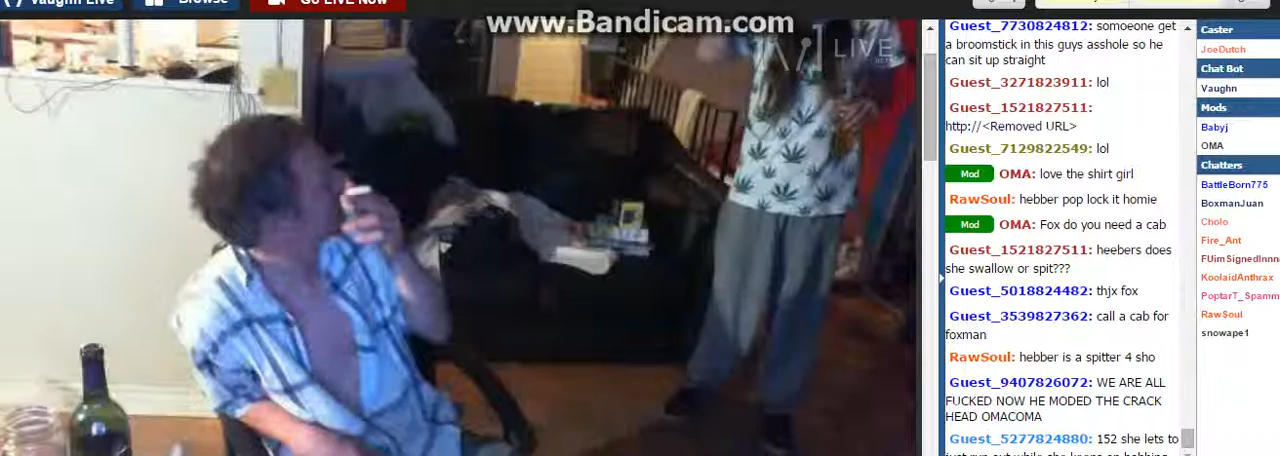 Vaughn Live
Browse
Go LIVE Now
www.Bandicam.com
LIVE
Guest_7730824812: somoeone get
a broomstick in this guys asshole so he
can sit up straight
Guest_3271823911: lol
Guest_1521827511:
http://<Removed URL>
Guest_7129822549: lol
Mod OMA: love the shirt girl
RawSoul: hebber pop lock it homie
Mod OMA: Fox do you need a cab
Guest_1521827511: heebers does
she swallow or spit???
Guest_5018824482: thjx fox
Guest_3539827362: call a cab for
foxman
RawSoul: hebber is a spitter 4 sho
Guest_9407826072: WE ARE ALL
FUCKED NOW HE MODED THE CRACK
HEAD OMACOMA
Guest_5277824880: 152 she lets to
Caster
JoeDutch
Chat Bot
Vaughn
Mods
Babyj
OMA
Chatters
BattleBorn775
BoxmanJuan
Cholo
Fire_Ant
FUimSignedInnn
KoolaidAnthrax
PoptarT_Spamm
RawSoul
snowape1